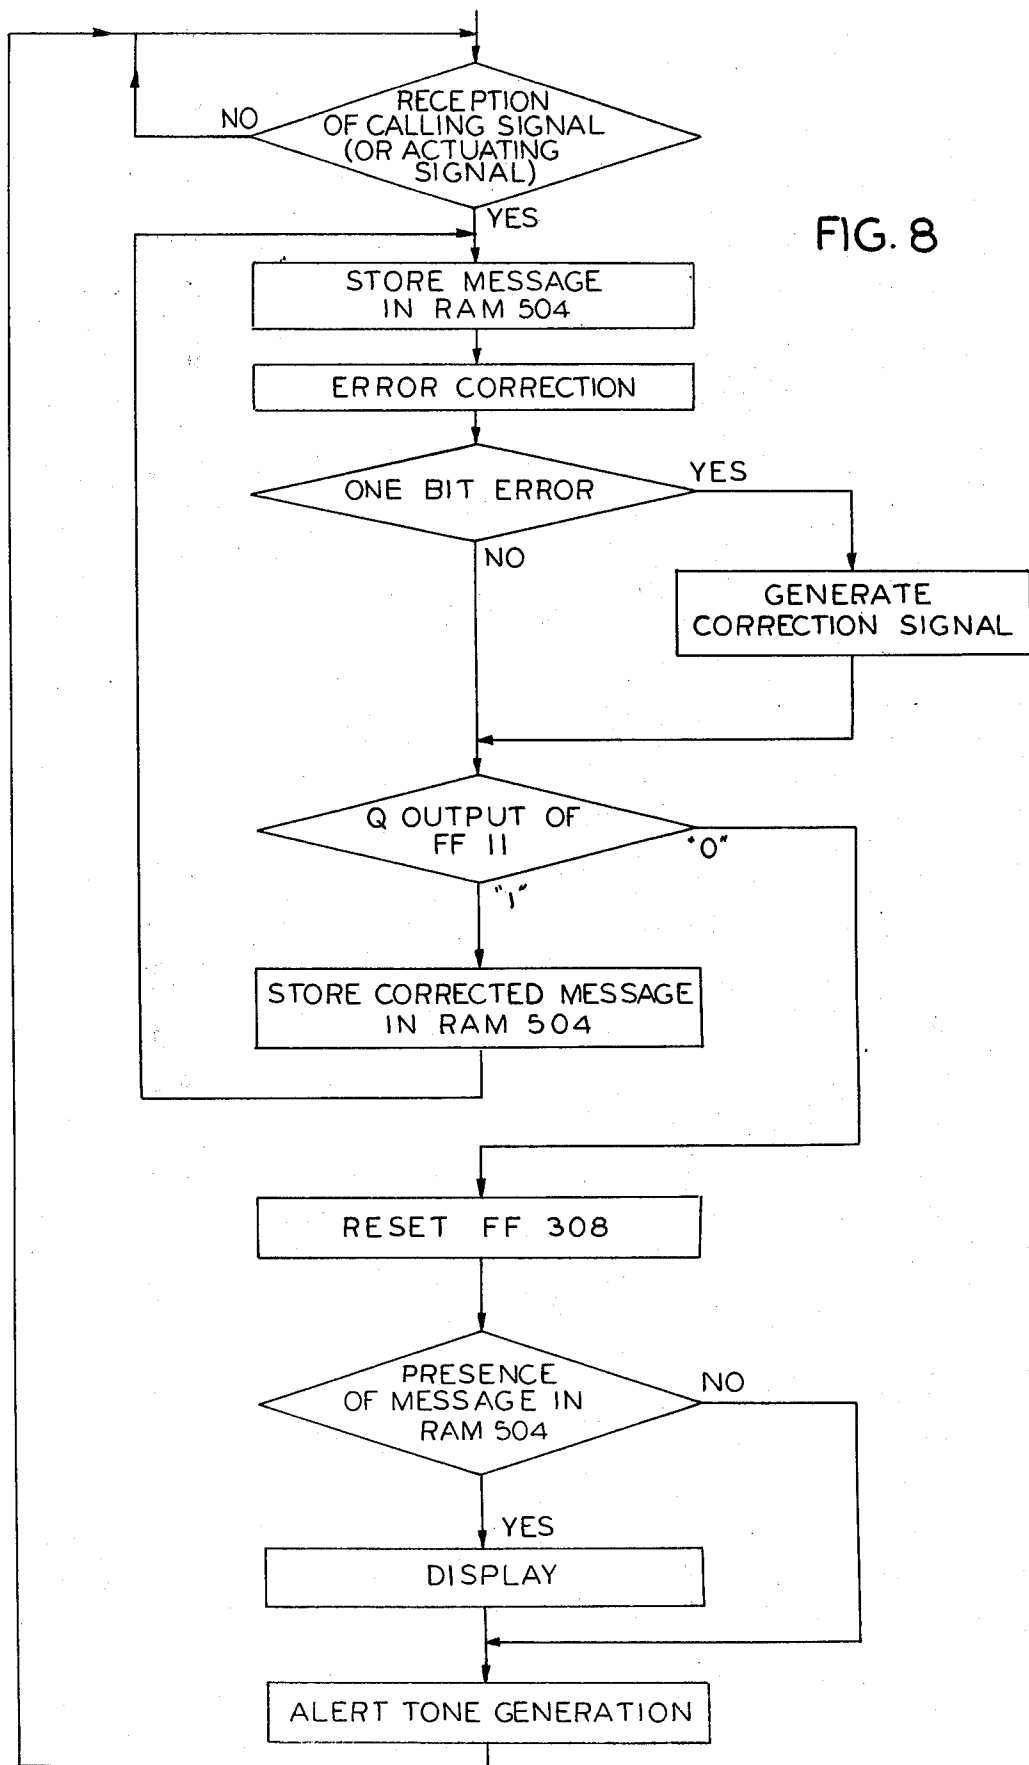 RECEPTION
OF CALLING SIGNAL
(OR ACTUATING
SIGNAL)
NO
YES
FIG. 8
STORE MESSAGE
IN RAM 504
ERROR CORRECTION
ONE BIT ERROR
YES
NO
GENERATE
CORRECTION SIGNAL
Q OUTPUT OF
FF 11
"0"
"1"
STORE CORRECTED MESSAGE
IN RAM 504
RESET FF 308
PRESENCE
OF MESSAGE IN
RAM 504
NO
YES
DISPLAY
ALERT TONE GENERATION